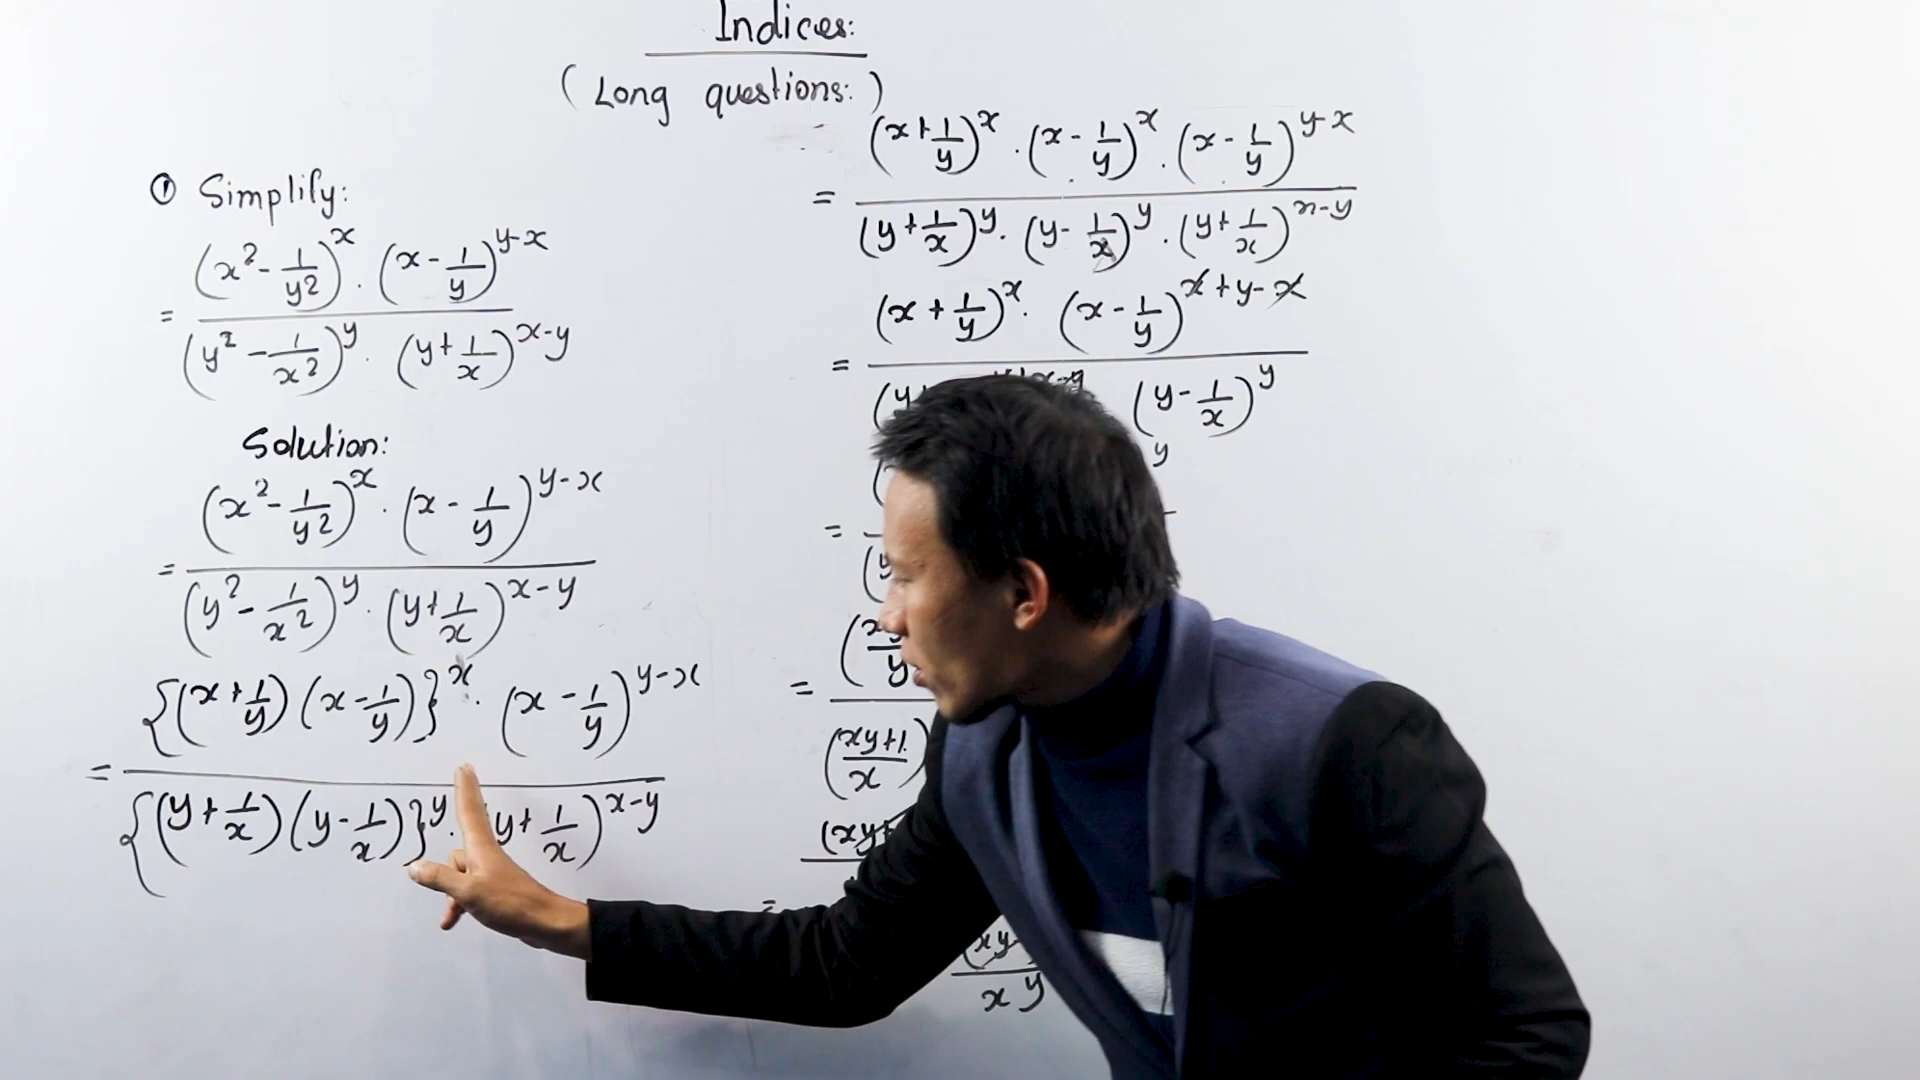 Indices:
(Long questions:)
① Simplify:
= (x² - 1/y²)^x . (x - 1/y)^(y-x)
/ (y² - 1/x²)^y . (y + 1/x)^(x-y)
Solution:
= (x² - 1/y²)^x . (x - 1/y)^(y-x)
/ (y² - 1/x²)^y . (y + 1/x)^(x-y)
= {(x + 1/y) (x - 1/y)}^x . (x - 1/y)^(y-x)
/ {(y + 1/x) (y - 1/x)}^y . (y + 1/x)^(x-y)
= (x + 1/y)^x . (x - 1/y)^x . (x - 1/y)^(y-x)
/ (y + 1/x)^y . (y - 1/x)^y . (y + 1/x)^(x-y)
= (x + 1/y)^x . (x - 1/y)^(x+y-x)
(y - 1/x)^y
y
=
=
(xy+1/x)
=
xy